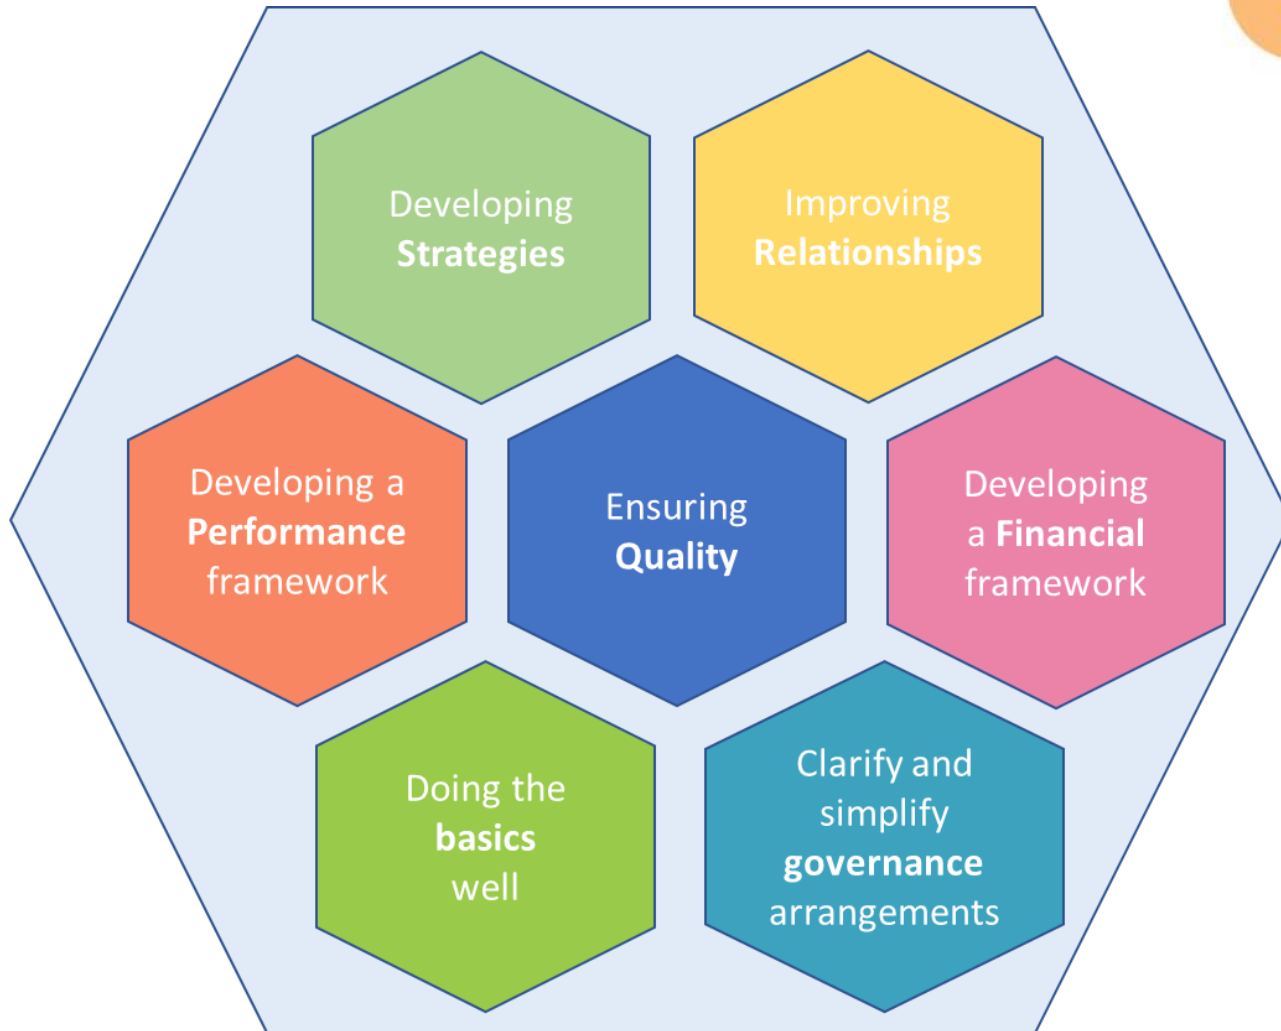 Developing
Strategies
Improving
Relationships
Developing a
Performance
framework
Ensuring
Quality
Developing
a Financial
framework
Doing the
basics
well
Clarify and
simplify
governance
arrangements